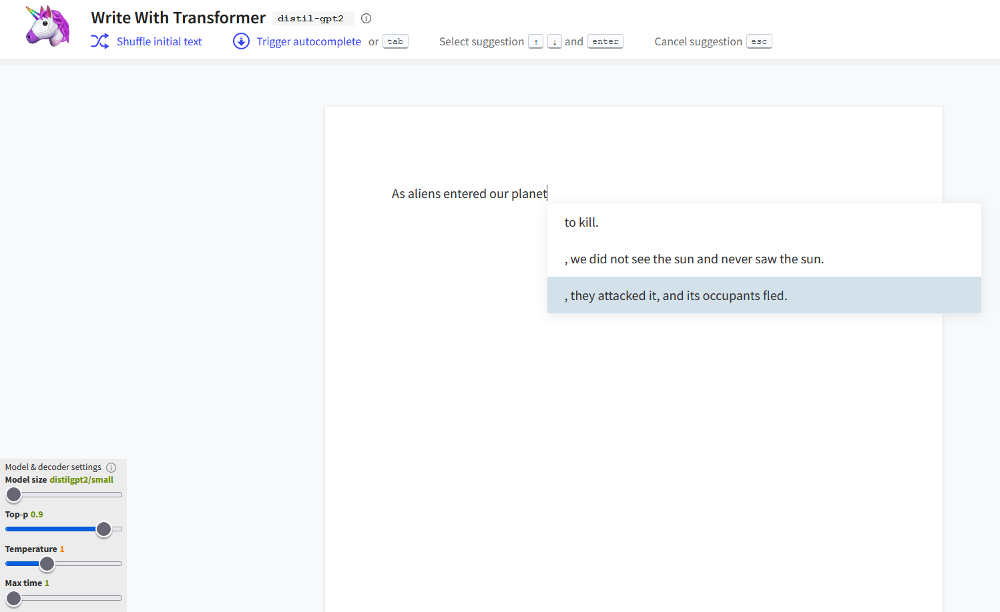 Write With Transformer distil-gpt2
Shuffle initial text Trigger autocomplete or tab Select suggestion ↑ ↓ and enter Cancel suggestion esc
As aliens entered our planet
to kill.
, we did not see the sun and never saw the sun.
, they attacked it, and its occupants fled.
Model & decoder settings
Model size distilgpt2/small
Top-p 0.9
Temperature 1
Max time 1